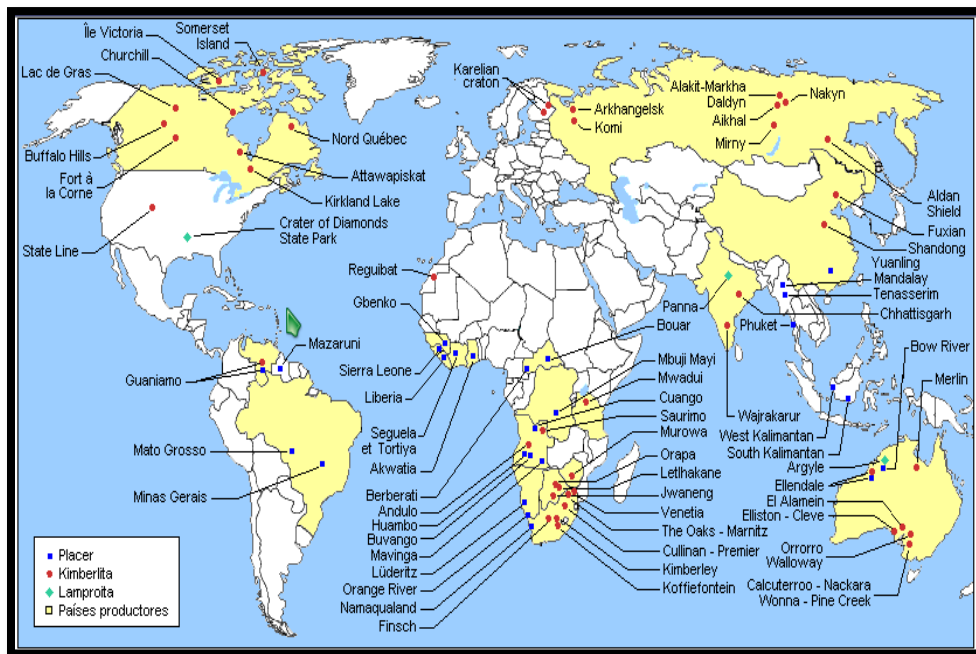 Île Victoria
Somerset
Island
Churchill
Lac de Gras
Buffalo Hills
Fort à
la Corne
Nord Québec
Attawapiskat
Kirkland Lake
Crater of Diamonds
State Park
State Line
Karelian
craton
Arkhangelsk
Komi
Alakit-Markha
Daldyn
Aikhal
Mirny
Nakyn
Aldan
Shield
Fuxian
Shandong
Yuanling
Mandalay
Tenasserim
Chhattisgarh
Panna
Phuket
Wajrakarur
West Kalimantan
South Kalimantan
Bow River
Merlin
Argyle
Ellendale
El Alamein
Elliston - Cleve
Orrorro
Walloway
Calcuterroo - Nackara
Wonna - Pine Creek
Reguibat
Gbenko
Sierra Leone
Liberia
Seguela
et Tortiya
Akwatia
Berberati
Andulo
Huambo
Buvango
Mavinga
Lüderitz
Orange River
Namaqualand
Finsch
Bouar
Mbuji Mayi
Mwadui
Cuango
Saurimo
Murowa
Orapa
Letlhakane
Jwaneng
Venetia
The Oaks - Marnitz
Cullinan - Premier
Kimberley
Koffiefontein
Mazaruni
Guaniamo
Mato Grosso
Minas Gerais
Placer
Kimberlita
Lamproita
Países productores